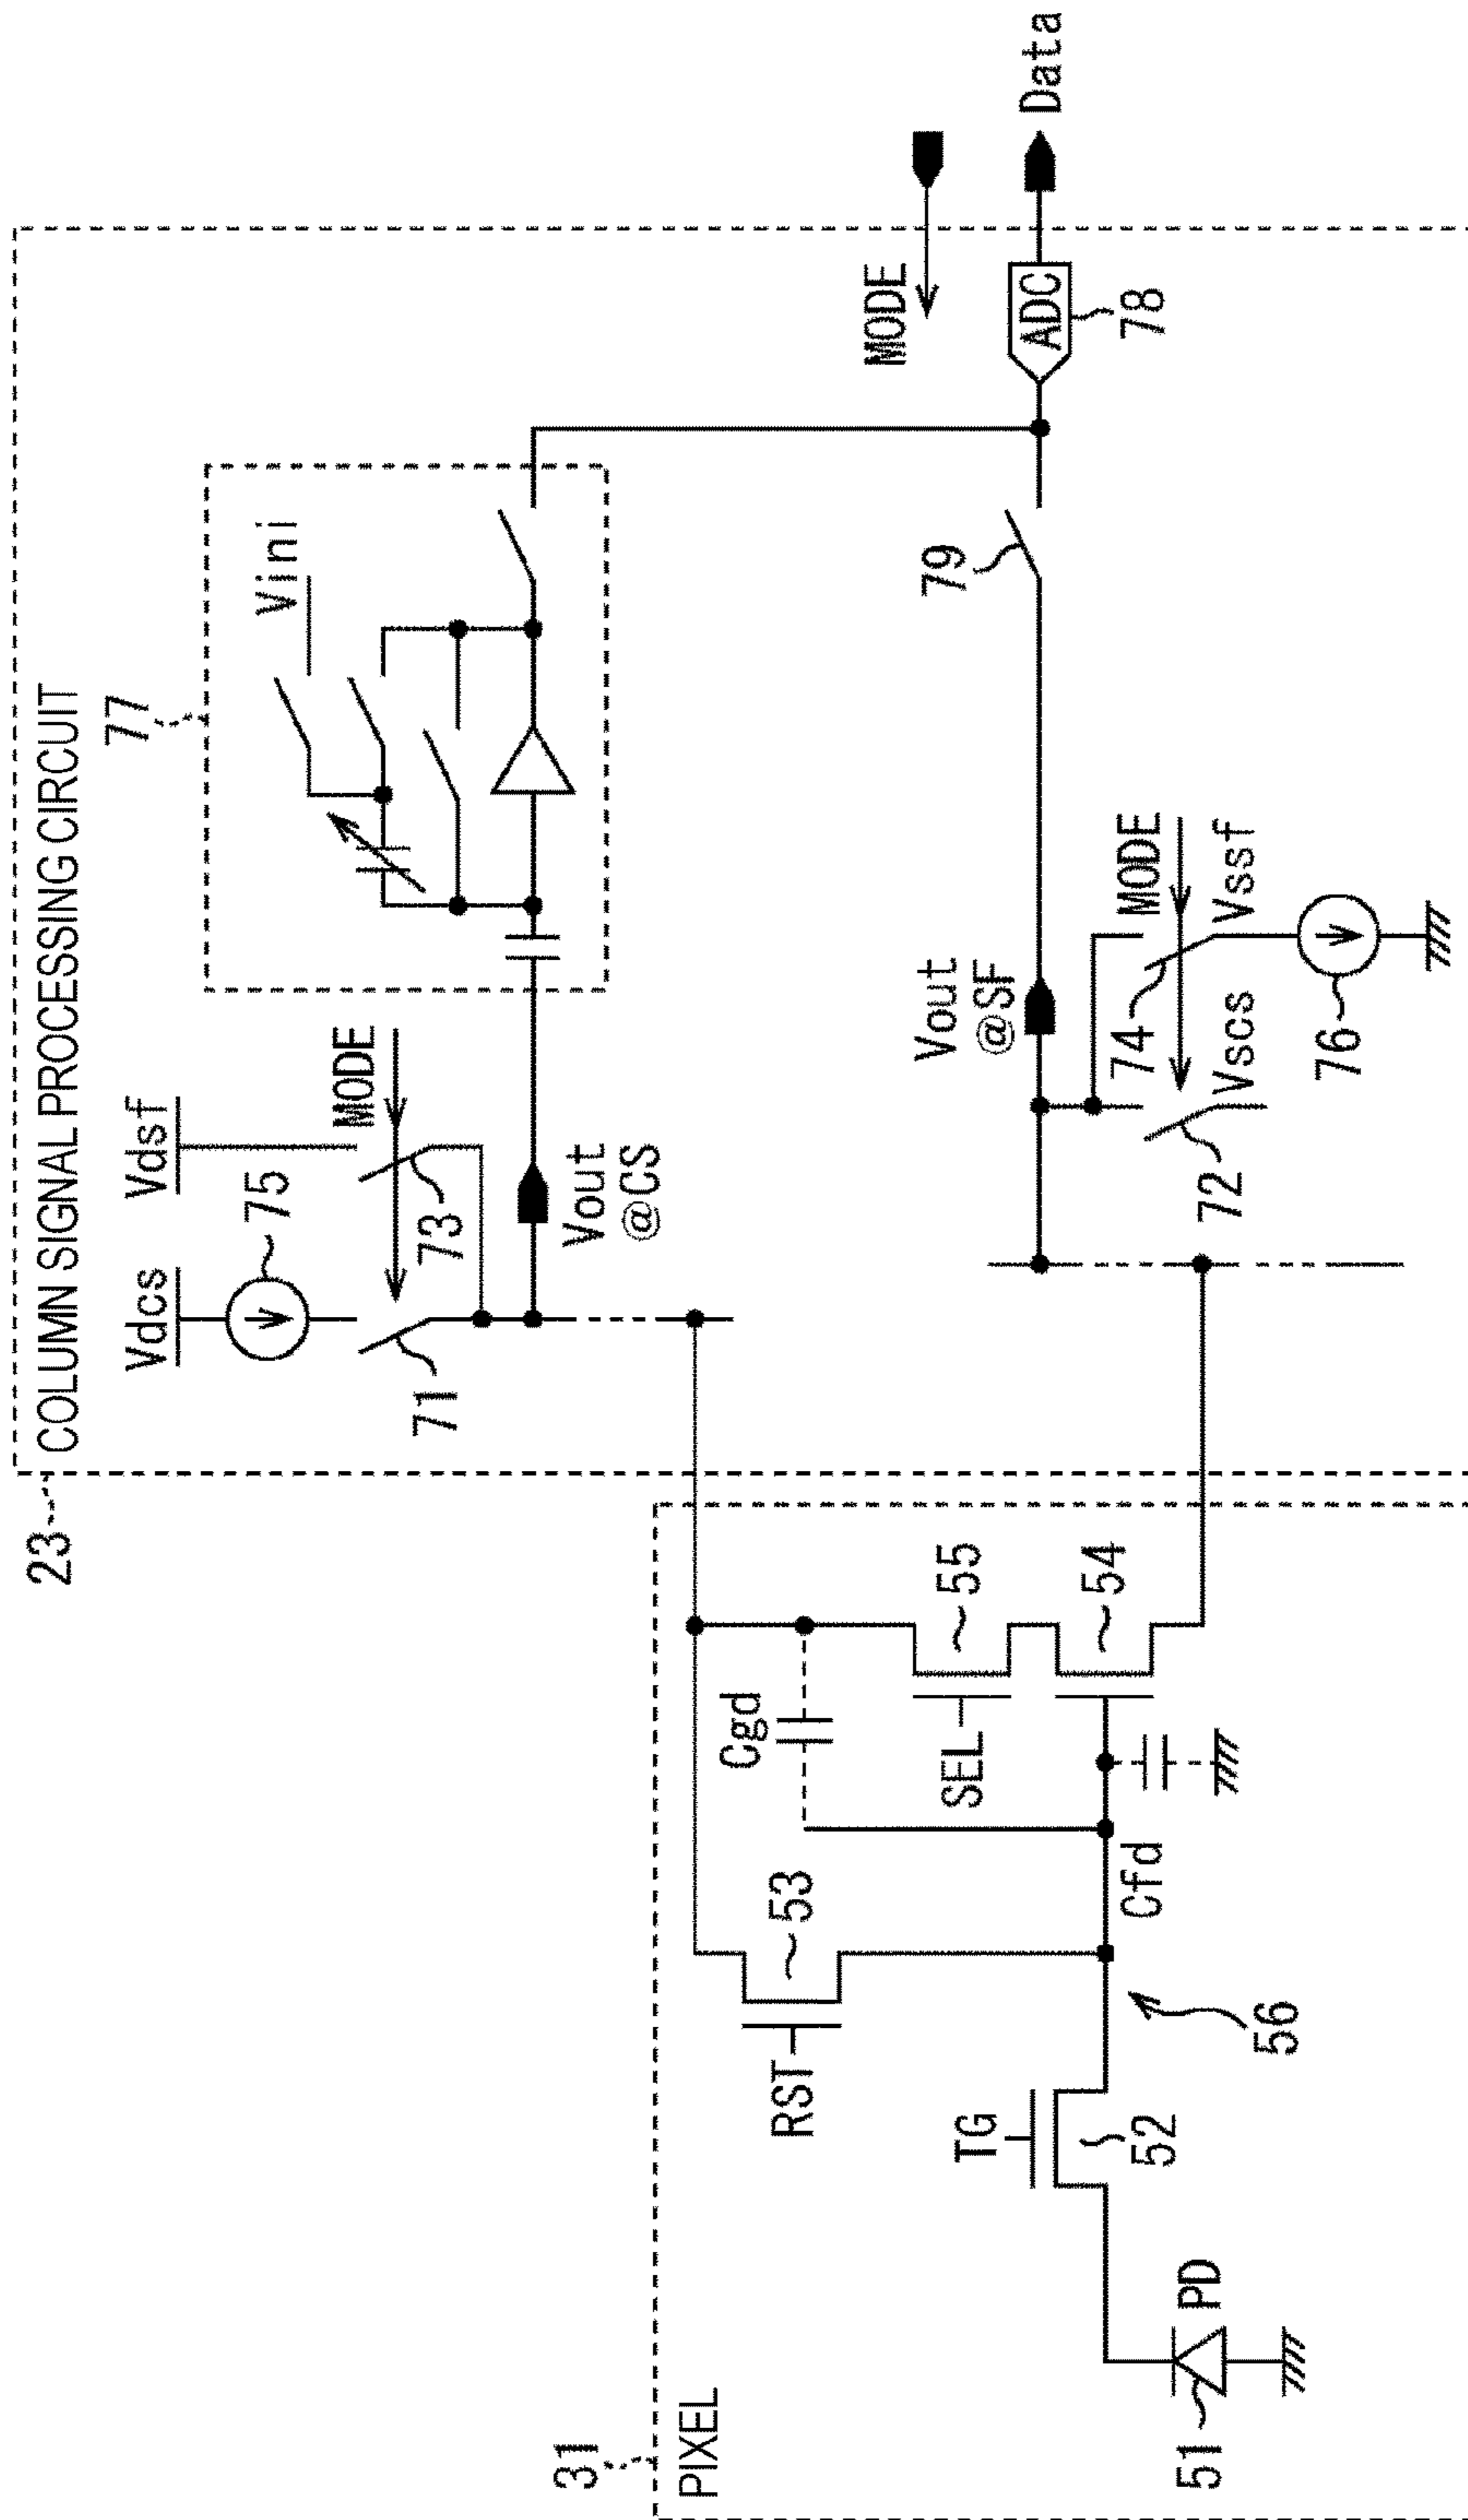 23
COLUMN SIGNAL PROCESSING CIRCUIT
77
Vdcs
Vdsf
75
Vini
MODE
71
73
Vout
@CS
MODE
Data
ADC
78
79
Vout
@SF
MODE
74
Vscs
Vssf
72
76
31
PIXEL
RST
53
Cgd
55
SEL
54
TG
52
Cfd
56
PD
51